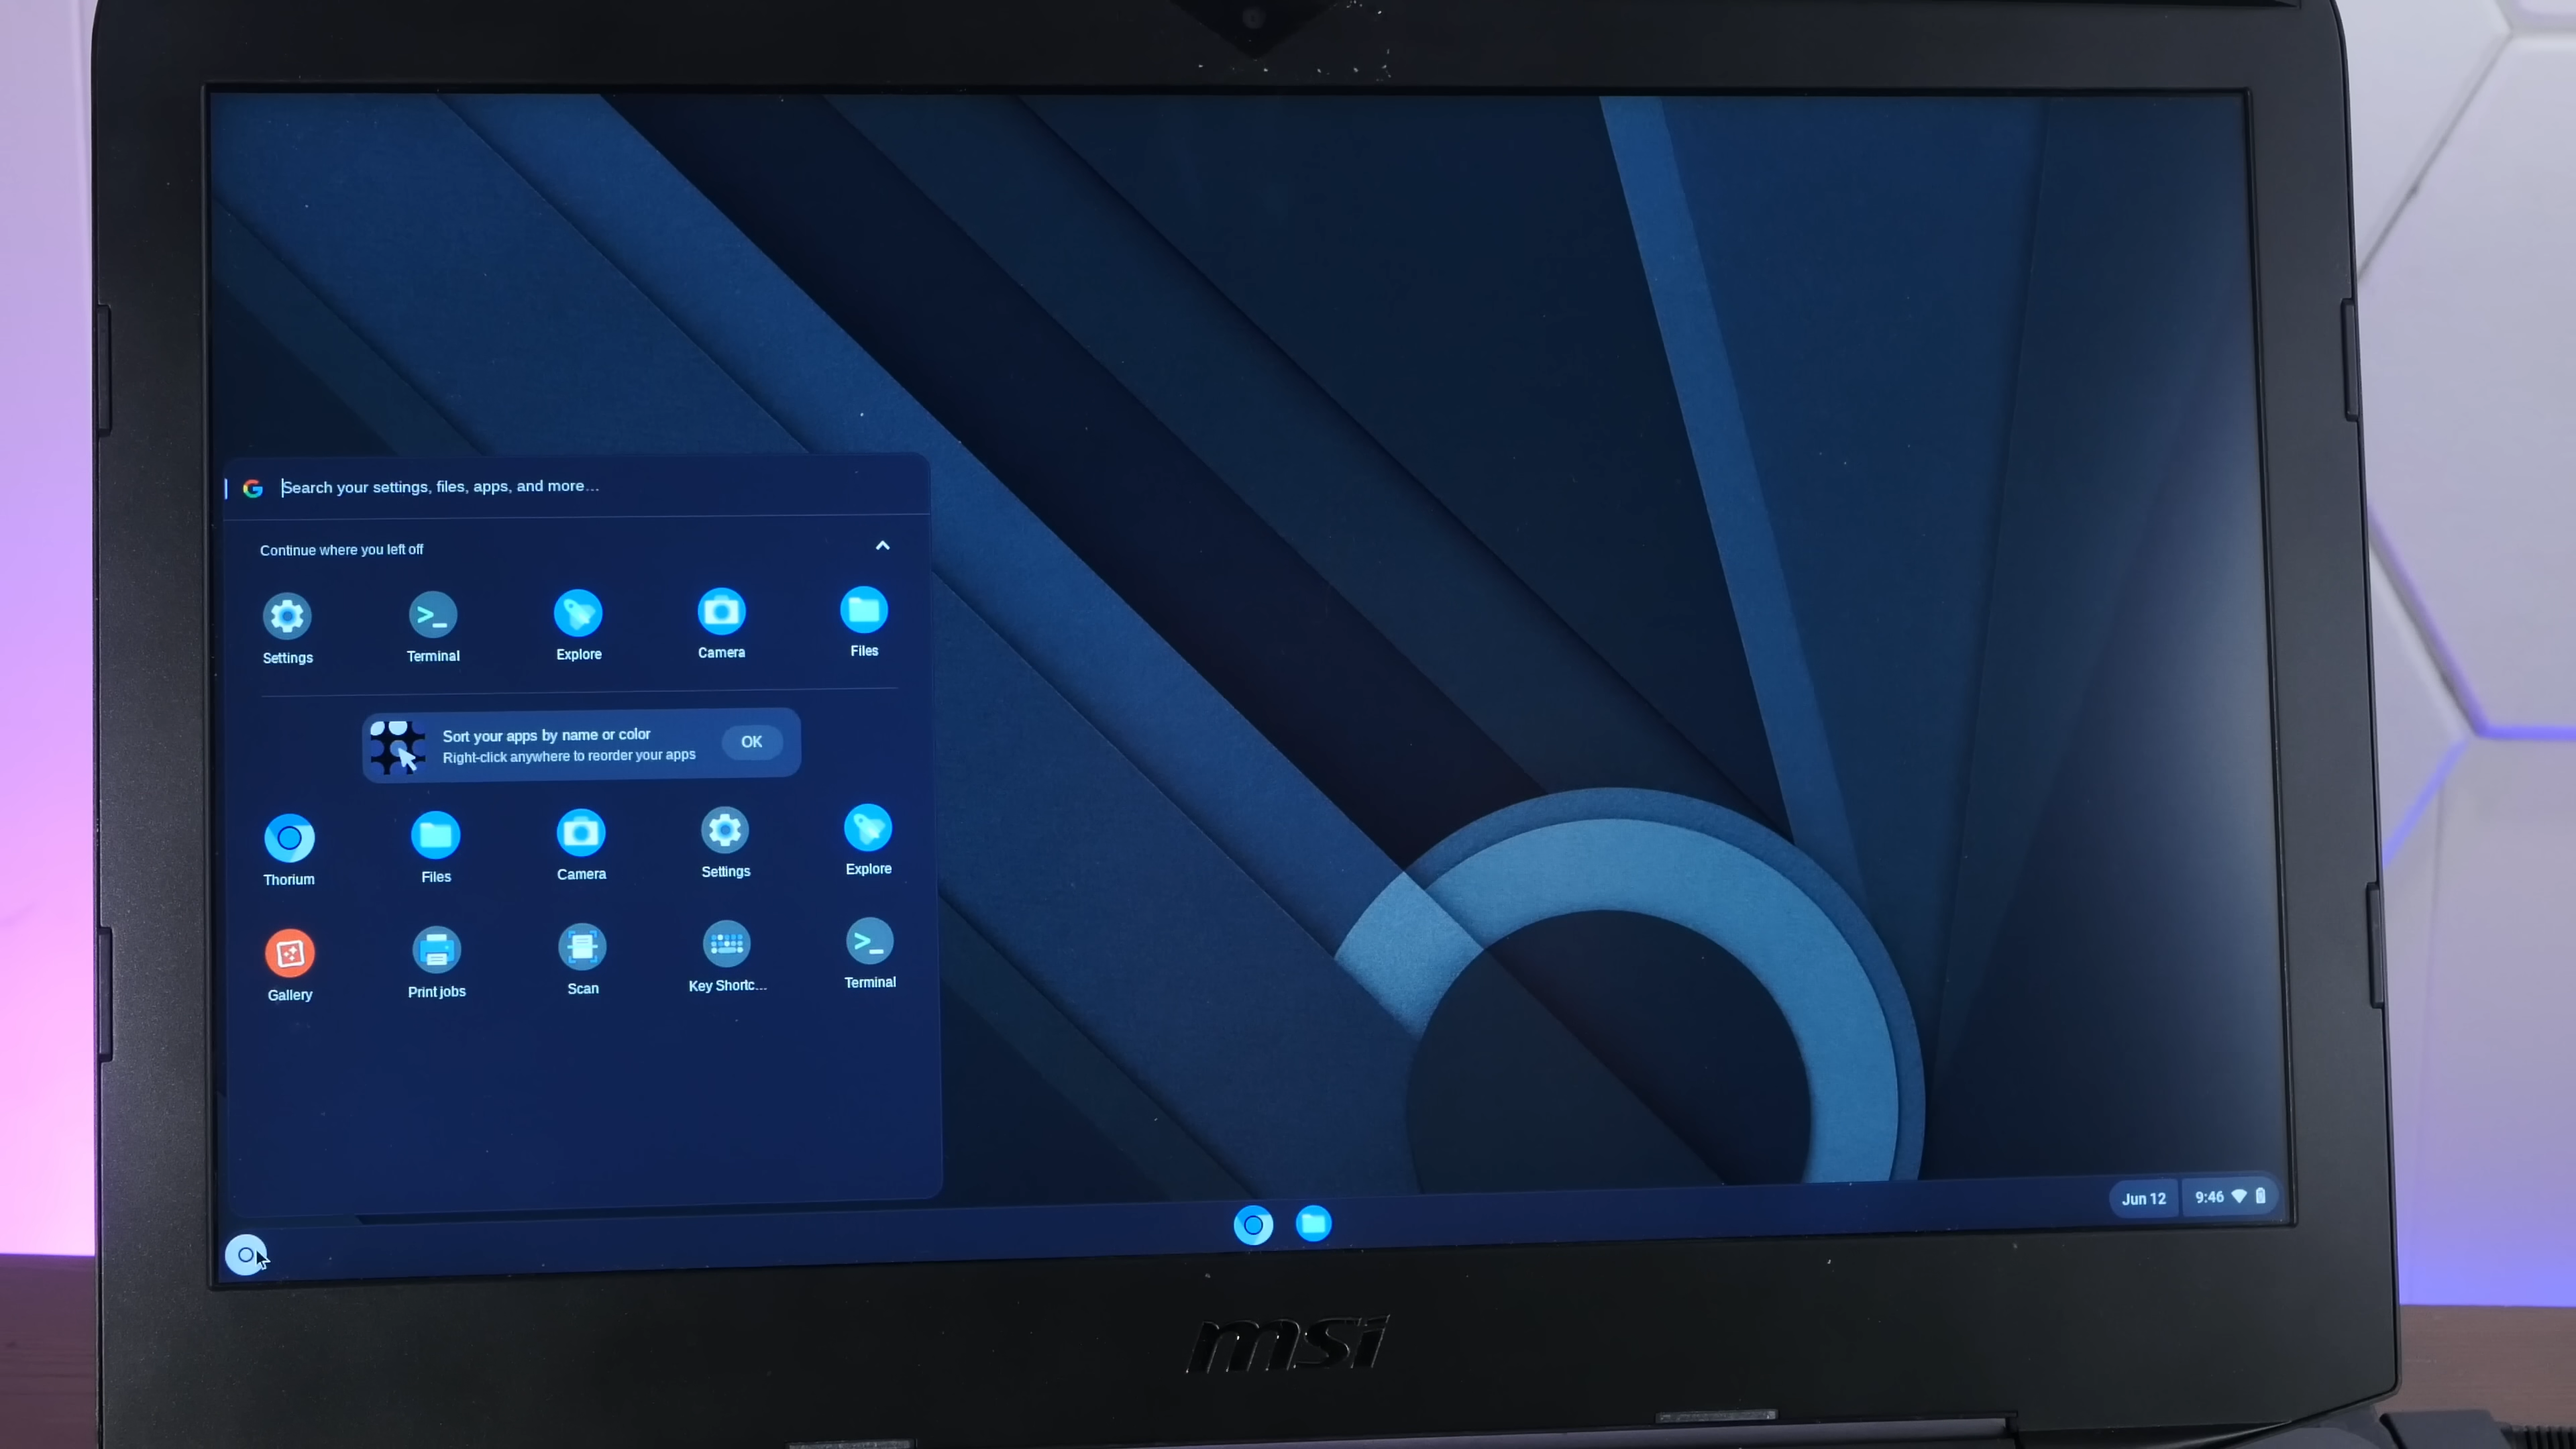 Search your settings, files, apps, and more...
Continue where you left off
Settings
Terminal
Explore
Camera
Files
Sort your apps by name or color
Right-click anywhere to reorder your apps
OK
Thorium
Files
Camera
Settings
Explore
Gallery
Print jobs
Scan
Key Shortc...
Terminal
Jun 12
9:46
msi